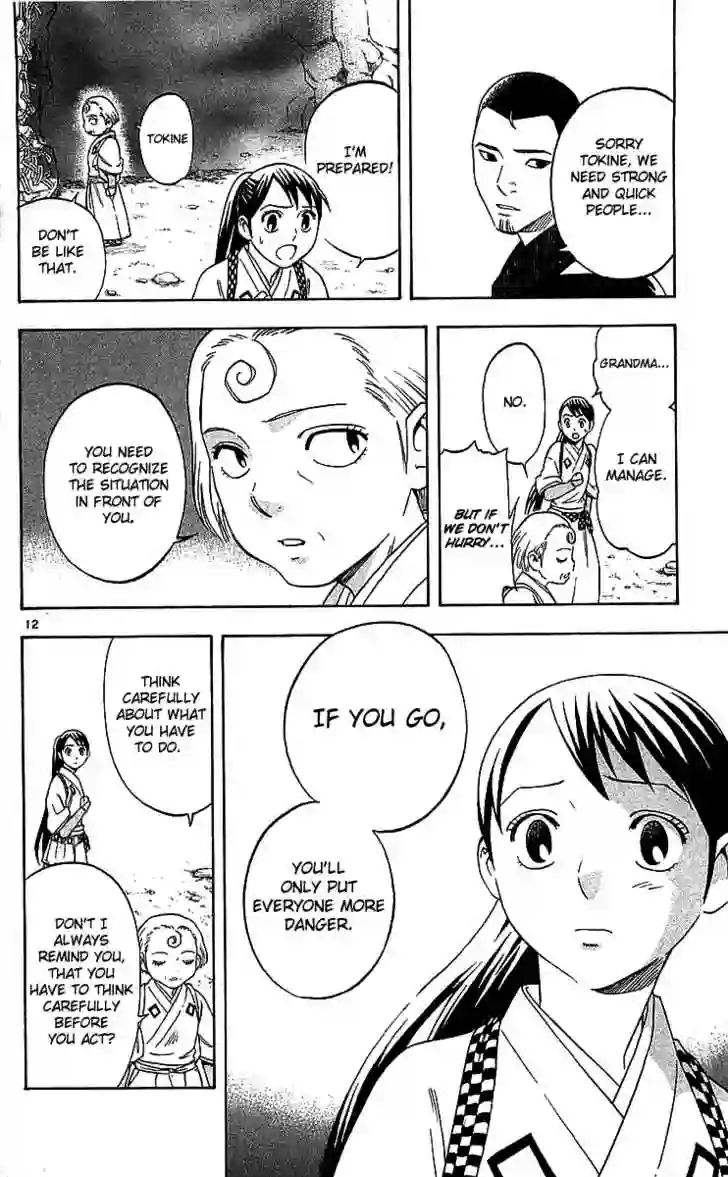 SORRY
TOKINE, WE
NEED STRONG
AND QUICK
PEOPLE...
I'M
PREPARED!
TOKINE
DON'T
BE LIKE
THAT.
GRANDMA...
I CAN
MANAGE.
NO.
BUT IF
WE DON'T
HURRY...
YOU NEED
TO RECOGNIZE
THE SITUATION
IN FRONT OF
YOU.
12
IF YOU GO,
YOU'LL
ONLY PUT
EVERYONE MORE
DANGER.
THINK
CAREFULLY
ABOUT WHAT
YOU HAVE
TO DO.
DON'T I
ALWAYS
REMIND YOU,
THAT YOU
HAVE TO THINK
CAREFULLY
BEFORE
YOU ACT?